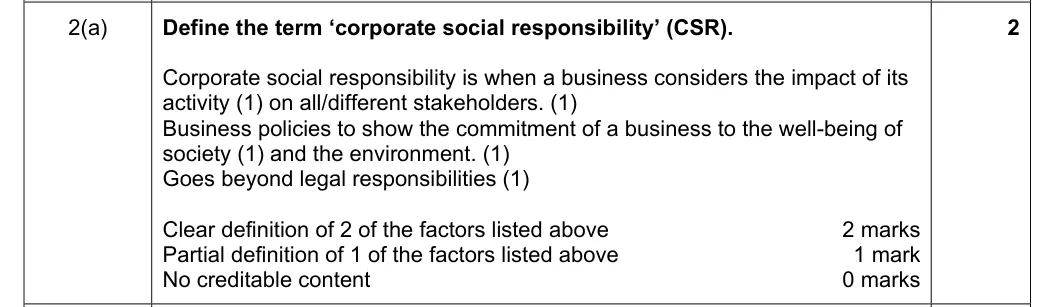 2(a) Define the term ‘corporate social responsibility’ (CSR). 2
Corporate social responsibility is when a business considers the impact of its
activity (1) on all/different stakeholders. (1)
Business policies to show the commitment of a business to the well-being of
society (1) and the environment. (1)
Goes beyond legal responsibilities (1)
Clear definition of 2 of the factors listed above 2 marks
Partial definition of 1 of the factors listed above 1 mark
No creditable content 0 marks